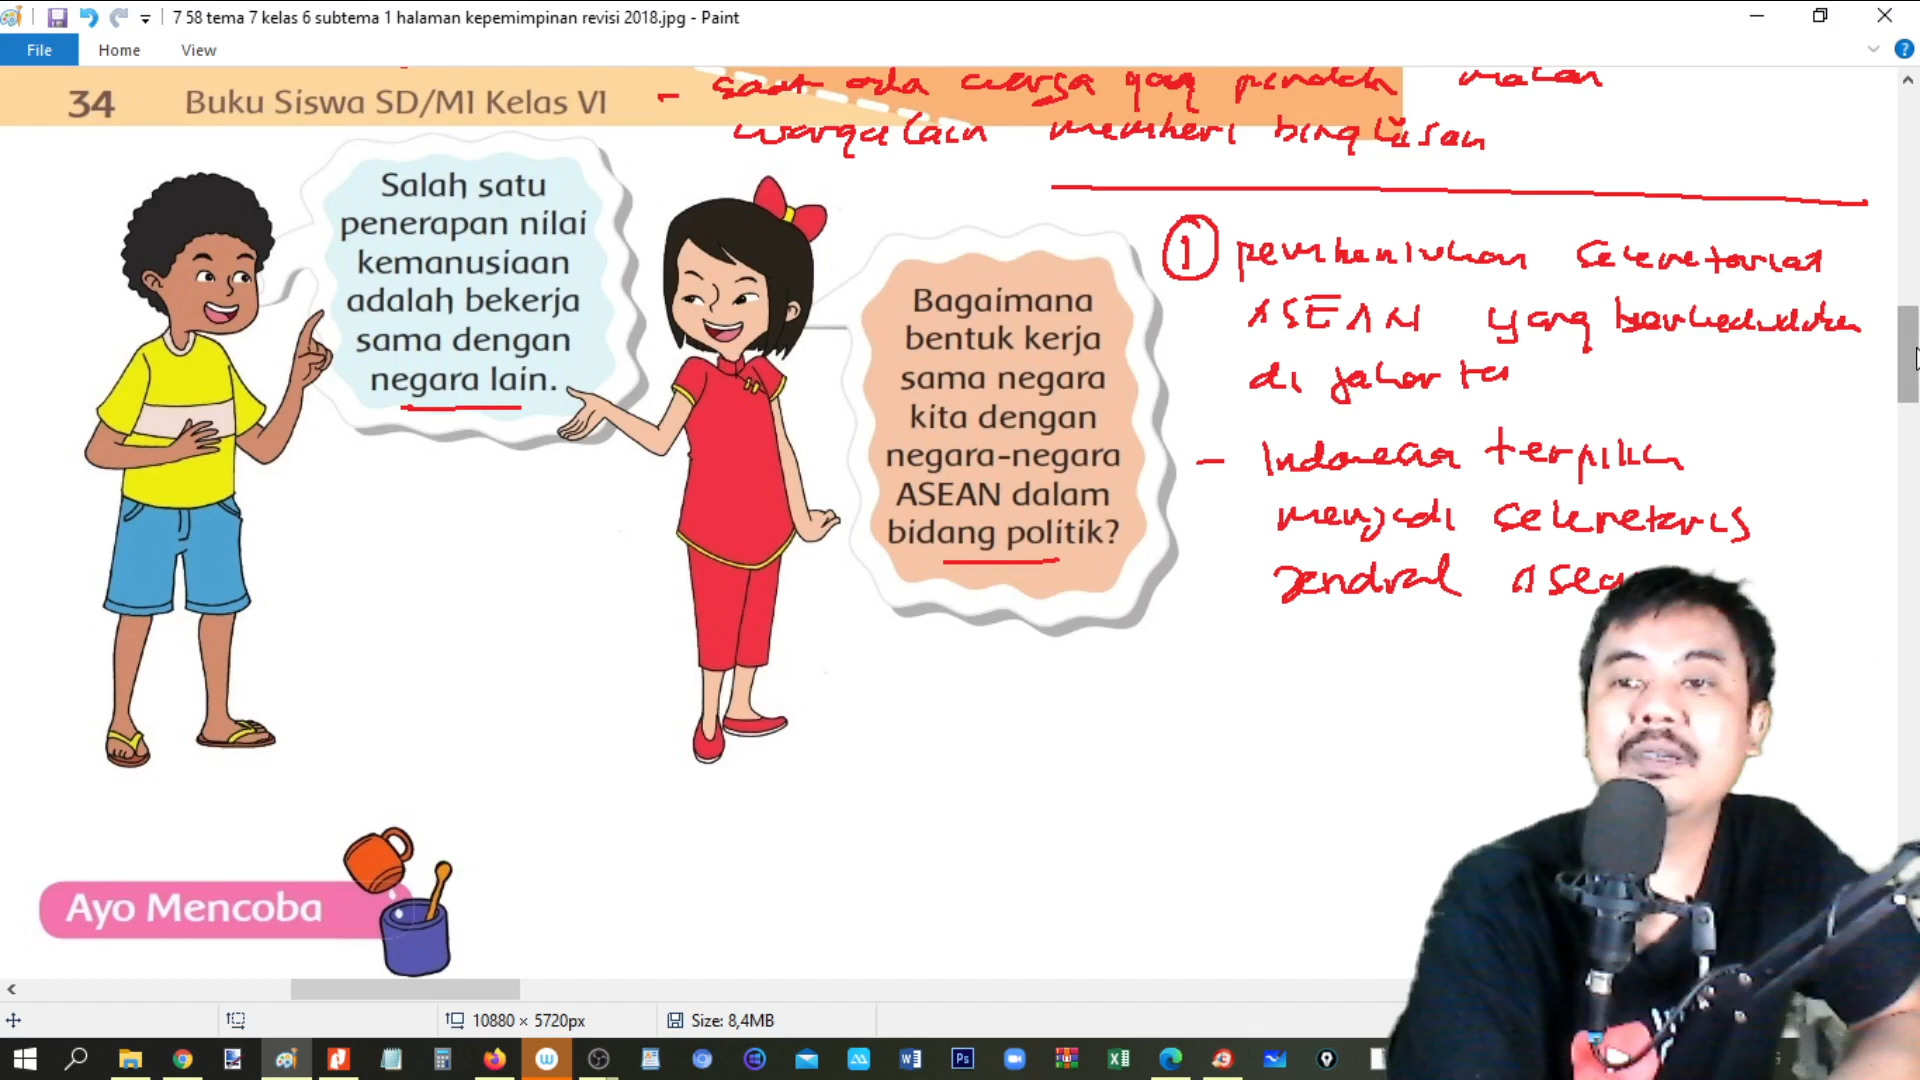 7 58 tema 7 kelas 6 subtema 1 halaman kepemimpinan revisi 2018.jpg - Paint
File Home View
34 Buku Siswa SD/MI Kelas VI
- saat ada warga yang pindah
warga lain memberi bingkisan
Salah satu
penerapan nilai
kemanusiaan
adalah bekerja
sama dengan
negara lain.
Bagaimana
bentuk kerja
sama negara
kita dengan
negara-negara
ASEAN dalam
bidang politik?
1 pembentukan sekretariat
ASEAN yang berkedudukan
di jakarta
- Indonesia terpilih
menjadi sekretaris
jendral
Ayo Mencoba
10880 × 5720px Size: 8,4MB